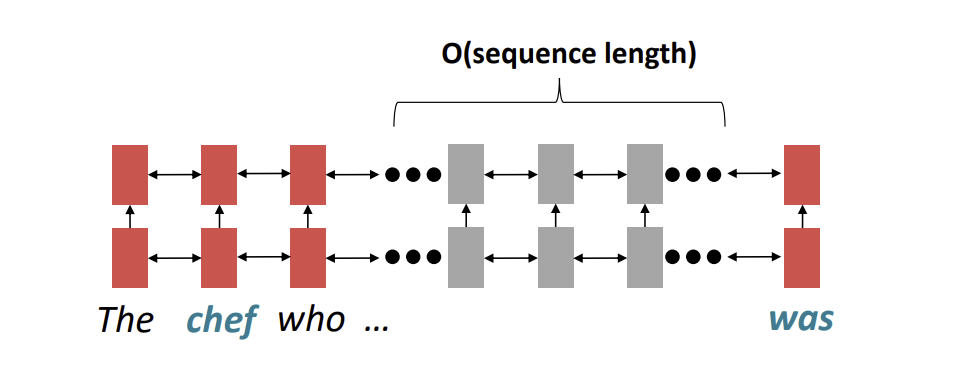 O(sequence length)
The chef who ... was